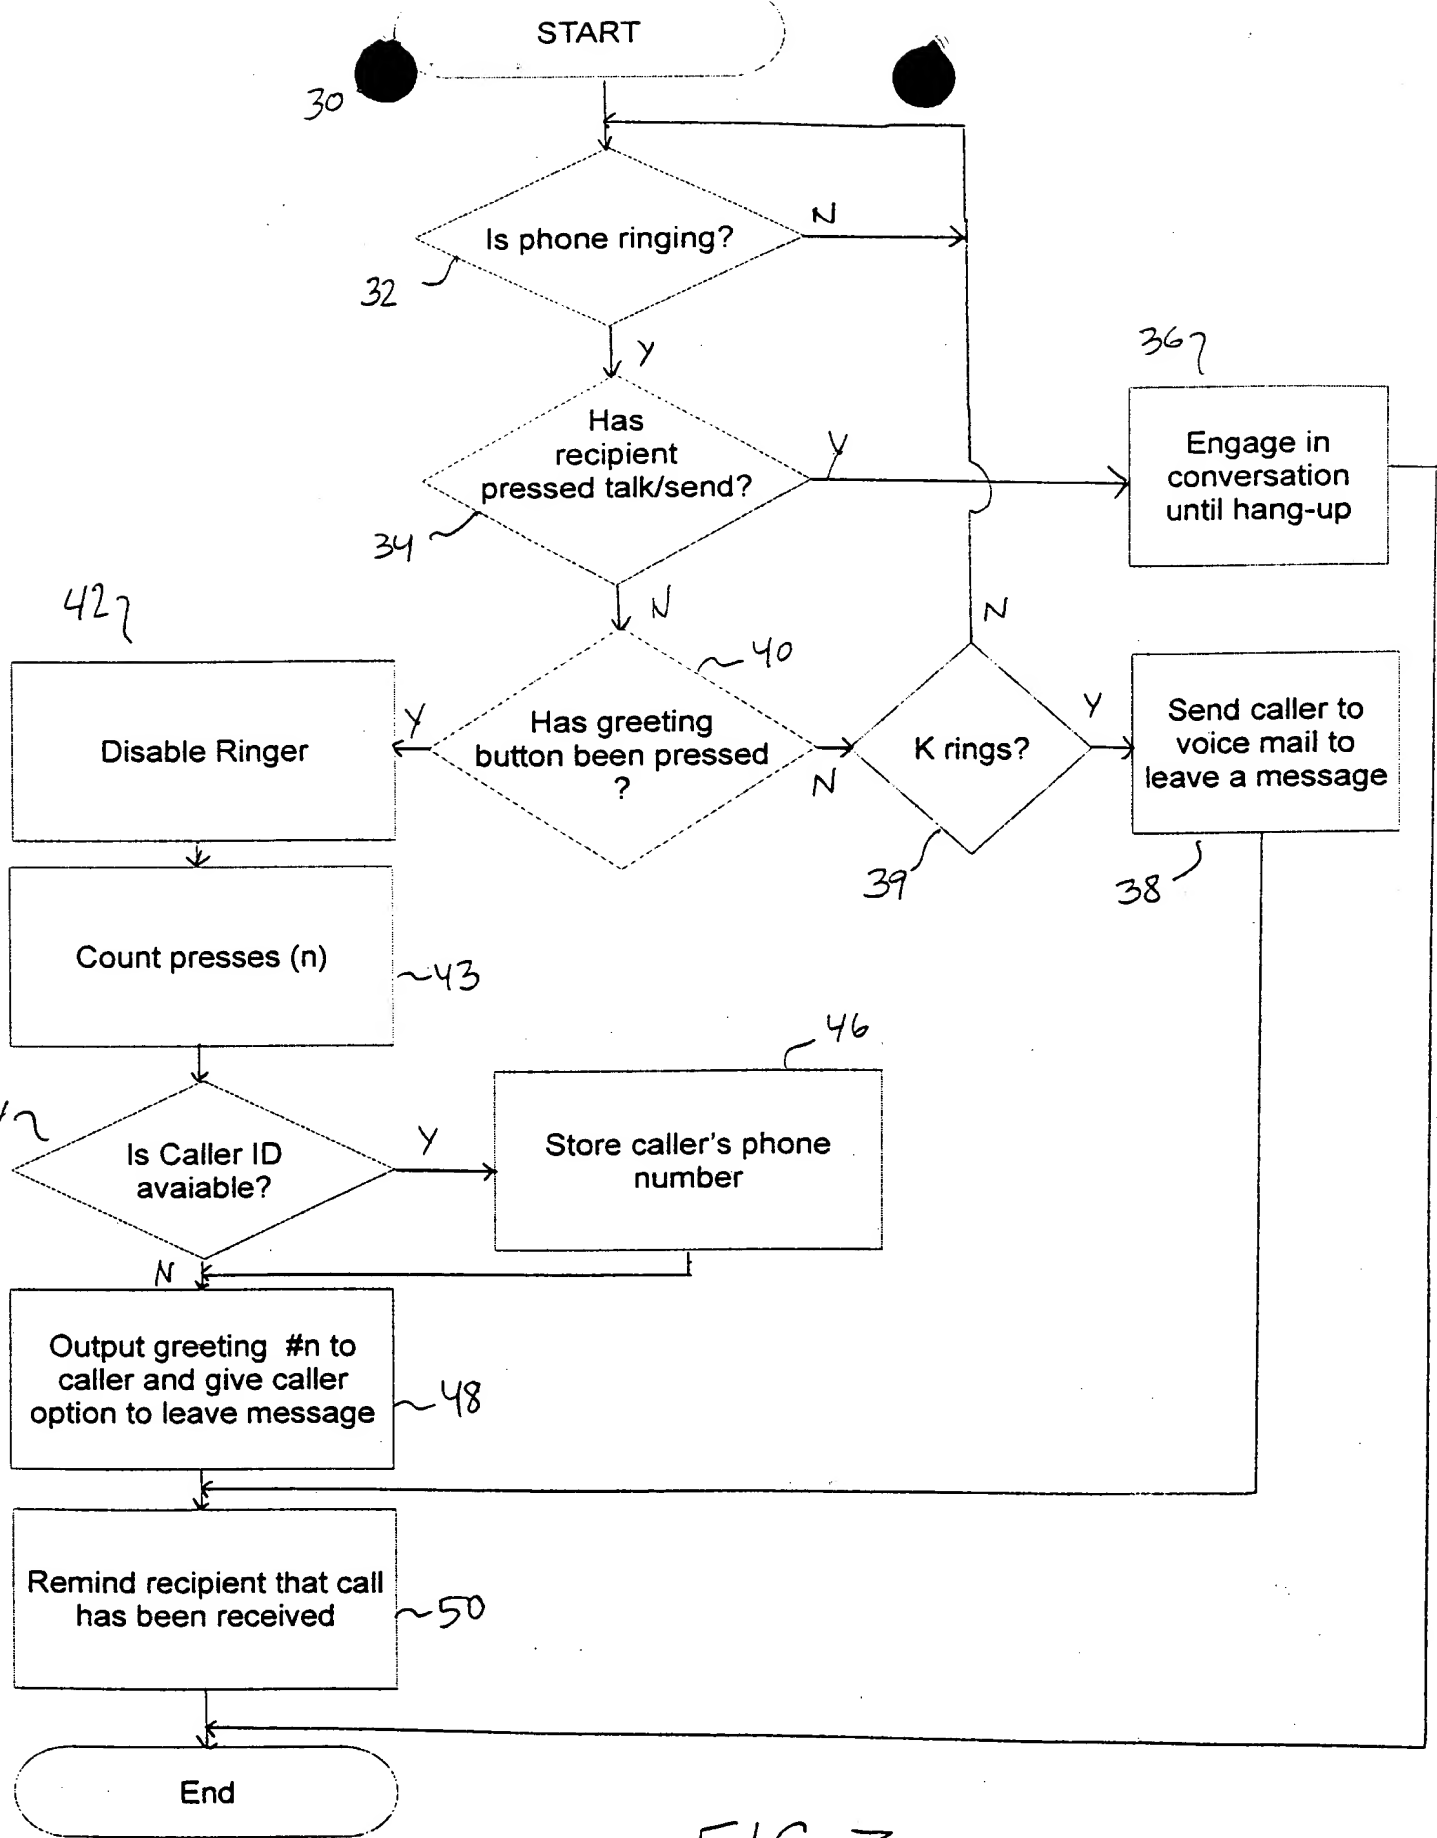 START
30
N
Is phone ringing?
32
Y
36
Has
recipient
pressed talk/send?
Y
Engage in
conversation
until hang-up
34
N
42
N
40
Y
Has greeting
button been pressed
?
N
K rings?
Y
Send caller to
voice mail to
leave a message
Disable Ringer
39
38
Count presses (n)
43
46
Is Caller ID
avaiable?
Y
Store caller's phone
number
N
Output greeting #n to
caller and give caller
option to leave message
48
Remind recipient that call
has been received
50
End